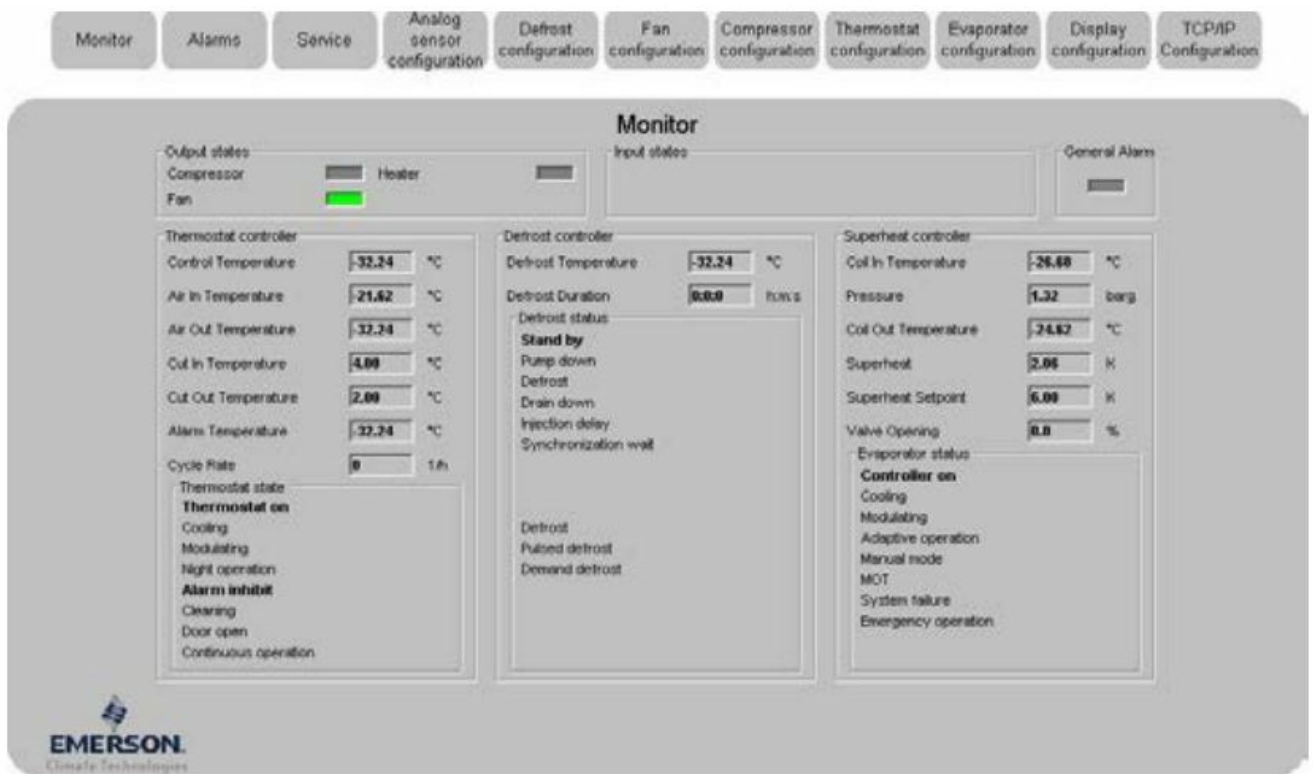 Monitor
Alarms
Service
Analog
sensor
configuration
Defrost
configuration
Fan
configuration
Compressor
configuration
Thermostat
configuration
Evaporator
configuration
Display
configuration
TCP/IP
Configuration
Monitor
Output states
Compressor
Heater
Fan
Input states
General Alarm
Thermostat controller
Control Temperature -32.24 °C
Air In Temperature -21.62 °C
Air Out Temperature -32.24 °C
Cut In Temperature 4.00 °C
Cut Out Temperature 2.00 °C
Alarm Temperature -32.24 °C
Cycle Rate 0 1/h
Thermostat state
Thermostat on
Cooling
Modulating
Night operation
Alarm inhibit
Cleaning
Door open
Continuous operation
Defrost controller
Defrost Temperature -32.24 °C
Defrost Duration 0:0:0 h:m:s
Defrost status
Stand by
Pump down
Defrost
Drain down
Injection delay
Synchronization wait
Defrost
Pulsed defrost
Demand defrost
Superheat controller
Coil In Temperature -26.68 °C
Pressure 1.32 barg
Coil Out Temperature -24.62 °C
Superheat 2.06 K
Superheat Setpoint 6.00 K
Valve Opening 0.0 %
Evaporator status
Controller on
Cooling
Modulating
Adaptive operation
Manual mode
MOT
System failure
Emergency operation
EMERSON.
Climate Technologies